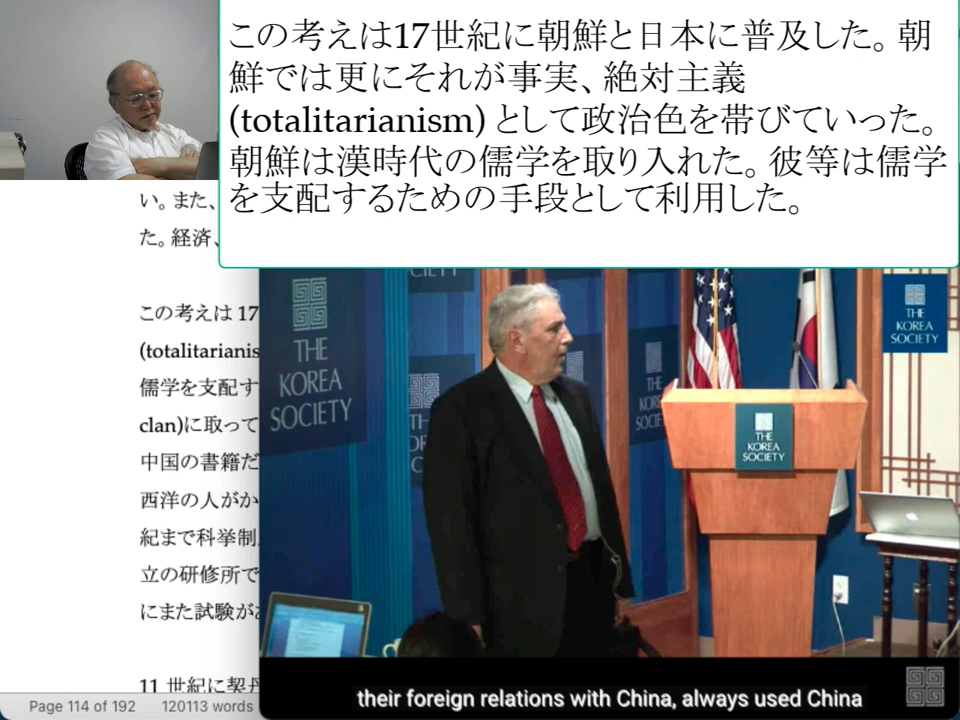 この考えは17世紀に朝鮮と日本に普及した。朝
鮮では更にそれが事実、絶対主義
(totalitarianism) として政治色を帯びていった。
朝鮮は漢時代の儒学を取り入れた。彼等は儒学
を支配するための手段として利用した。
い。また、
た。経済、
この考えは 17
(totalitarianis
儒学を支配す
clan)に取って
中国の書籍だ
西洋の人がか
紀まで科挙制
立の研修所で
にまた試験が
11 世紀に契丹
Page 114 of 192 120113 words
THE
KOREA
SOCIETY
THE
KOREA
SOCIETY
THE
KOREA
SOCIETY
their foreign relations with China, always used China